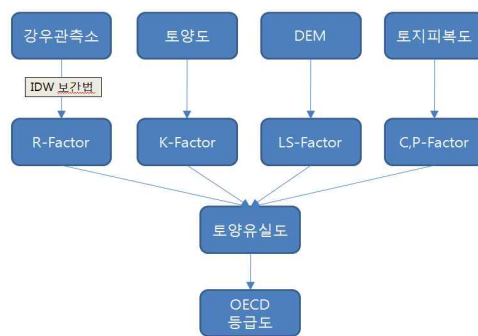 강우관측소
토양도
DEM
토지피복도
IDW 보간법
R-Factor
K-Factor
LS-Factor
C,P-Factor
토양유실도
OECD
등급도